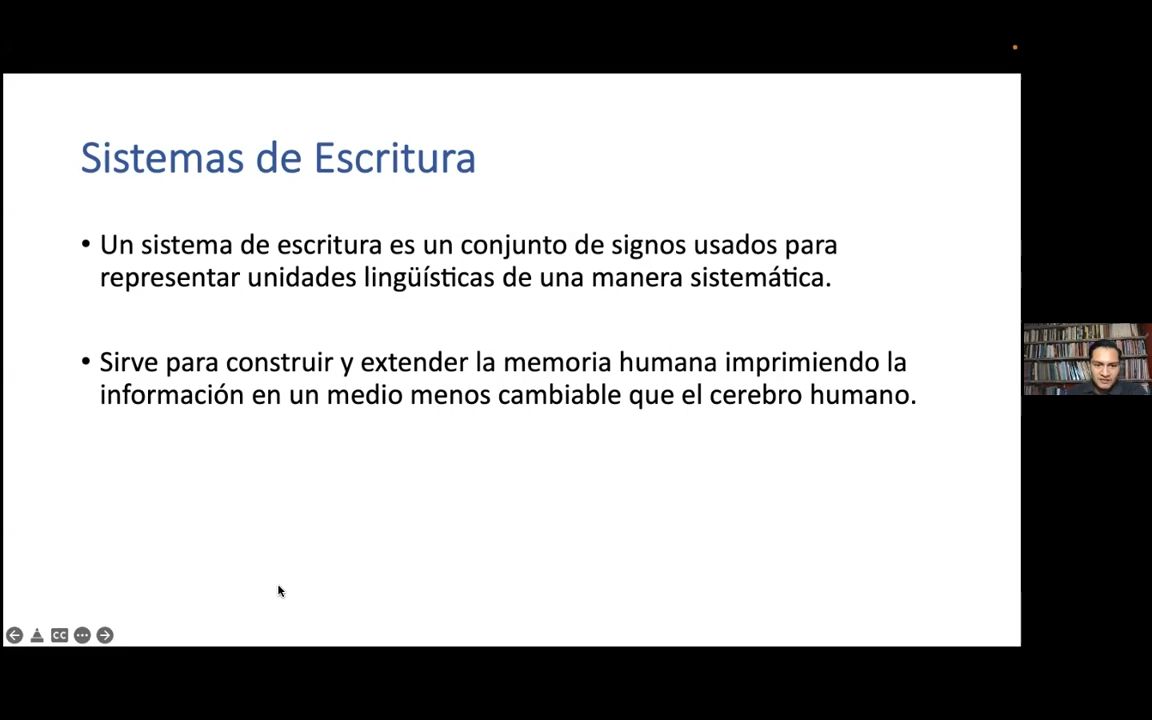 Sistemas de Escritura
• Un sistema de escritura es un conjunto de signos usados para
representar unidades lingüísticas de una manera sistemática.
• Sirve para construir y extender la memoria humana imprimiendo la
información en un medio menos cambiable que el cerebro humano.
CC